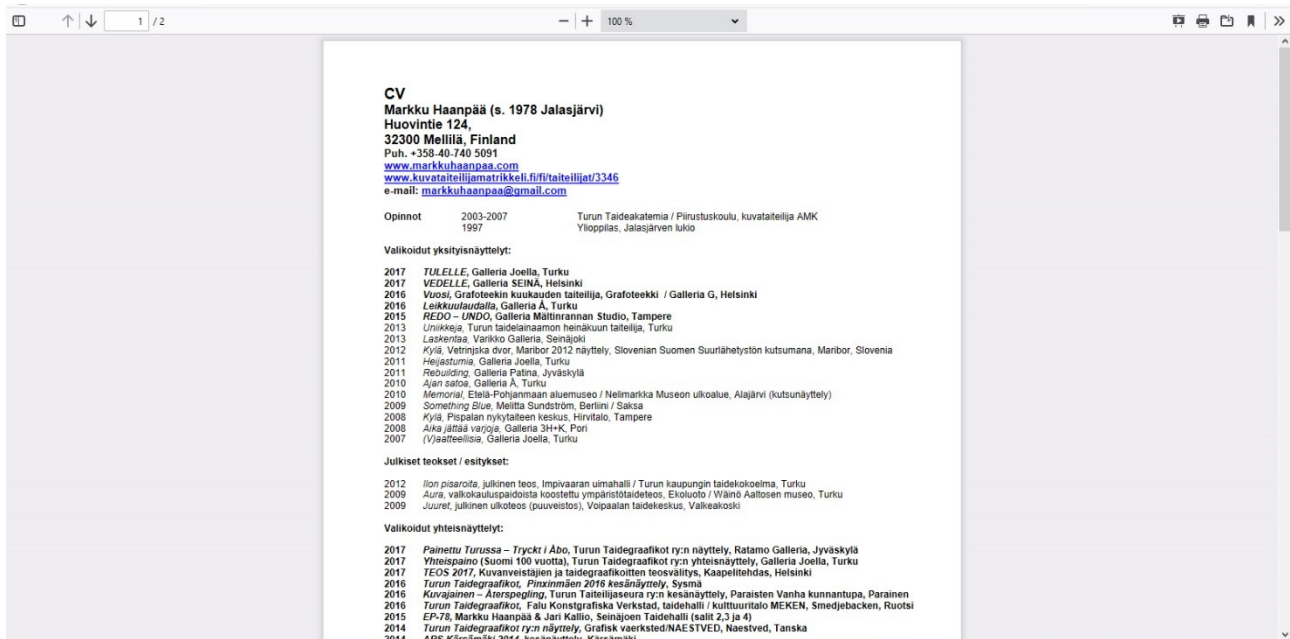 1 / 2
100 %
CV
Markku Haanpää (s. 1978 Jalasjärvi)
Huovintie 124,
32300 Mellilä, Finland
Puh. +358-40-740 5091
www.markkuhaanpaa.com
www.kuvataiteilijamatrikkeli.fi/fi/taiteilijat/3346
e-mail: markkuhaanpaa@gmail.com
Opinnot 2003-2007 Turun Taideakatemia / Piirustuskoulu, kuvataiteilija AMK
1997 Ylioppilas, Jalasjärven lukio
Valikoidut yksityisnäyttelyt:
2017 TULELLE, Galleria Joella, Turku
2017 VEDELLE, Galleria SEINÄ, Helsinki
2016 Vuosi, Grafoteekin kuukauden taiteilija, Grafoteekki / Galleria G, Helsinki
2016 Leikkuulaudalla, Galleria Å, Turku
2015 REDO – UNDO, Galleria Mältinrannan Studio, Tampere
2013 Uniikkeja, Turun taidelainaamon heinäkuun taiteilija, Turku
2013 Laskentaa, Varikko Galleria, Seinäjoki
2012 Kylä, Vetrinjska dvor, Maribor 2012 näyttely, Slovenian Suomen Suurlähetystön kutsumana, Maribor, Slovenia
2011 Heijastumia, Galleria Joella, Turku
2011 Rebuilding, Galleria Patina, Jyväskylä
2010 Ajan satoa, Galleria Å, Turku
2010 Memorial, Etelä-Pohjanmaan aluemuseo / Nelimarkka Museon ulkoalue, Alajärvi (kutsunäyttely)
2009 Something Blue, Melitta Sundström, Berliini / Saksa
2008 Kylä, Pispalan nykytaiteen keskus, Hirvitalo, Tampere
2008 Aika jättää varjoja, Galleria 3H+K, Pori
2007 (V)aatteellisia, Galleria Joella, Turku
Julkiset teokset / esitykset:
2012 Ilon pisaroita, julkinen teos, Impivaaran uimahalli / Turun kaupungin taidekokoelma, Turku
2009 Aura, valkokauluspaidoista koostettu ympäristötaideteos, Ekoluoto / Wäinö Aaltosen museo, Turku
2009 Juuret, julkinen ulkoteos (puuveistos), Voipaalan taidekeskus, Valkeakoski
Valikoidut yhteisnäyttelyt:
2017 Painettu Turussa – Tryckt i Åbo, Turun Taidegraafikot ry:n näyttely, Ratamo Galleria, Jyväskylä
2017 Yhteispaino (Suomi 100 vuotta), Turun Taidegraafikot ry:n yhteisnäyttely, Galleria Joella, Turku
2017 TEOS 2017, Kuvanveistäjien ja taidegraafikoitten teosvälitys, Kaapelitehdas, Helsinki
2016 Turun Taidegraafikot, Pinxinmäen 2016 kesänäyttely, Sysmä
2016 Kuvajainen – Återspegling, Turun Taiteilijaseura ry:n kesänäyttely, Paraisten Vanha kunnantupa, Parainen
2016 Turun Taidegraafikot, Falu Konstgrafiska Verkstad, taidehalli / kulttuuritalo MEKEN, Smedjebacken, Ruotsi
2015 EP-78, Markku Haanpää & Jari Kallio, Seinäjoen Taidehalli (salit 2,3 ja 4)
2014 Turun Taidegraafikot ry:n näyttely, Grafisk vaerksted/NAESTVED, Naestved, Tanska
2014 ARS Kärsämäki 2014, kesänäyttely, Kärsämäki